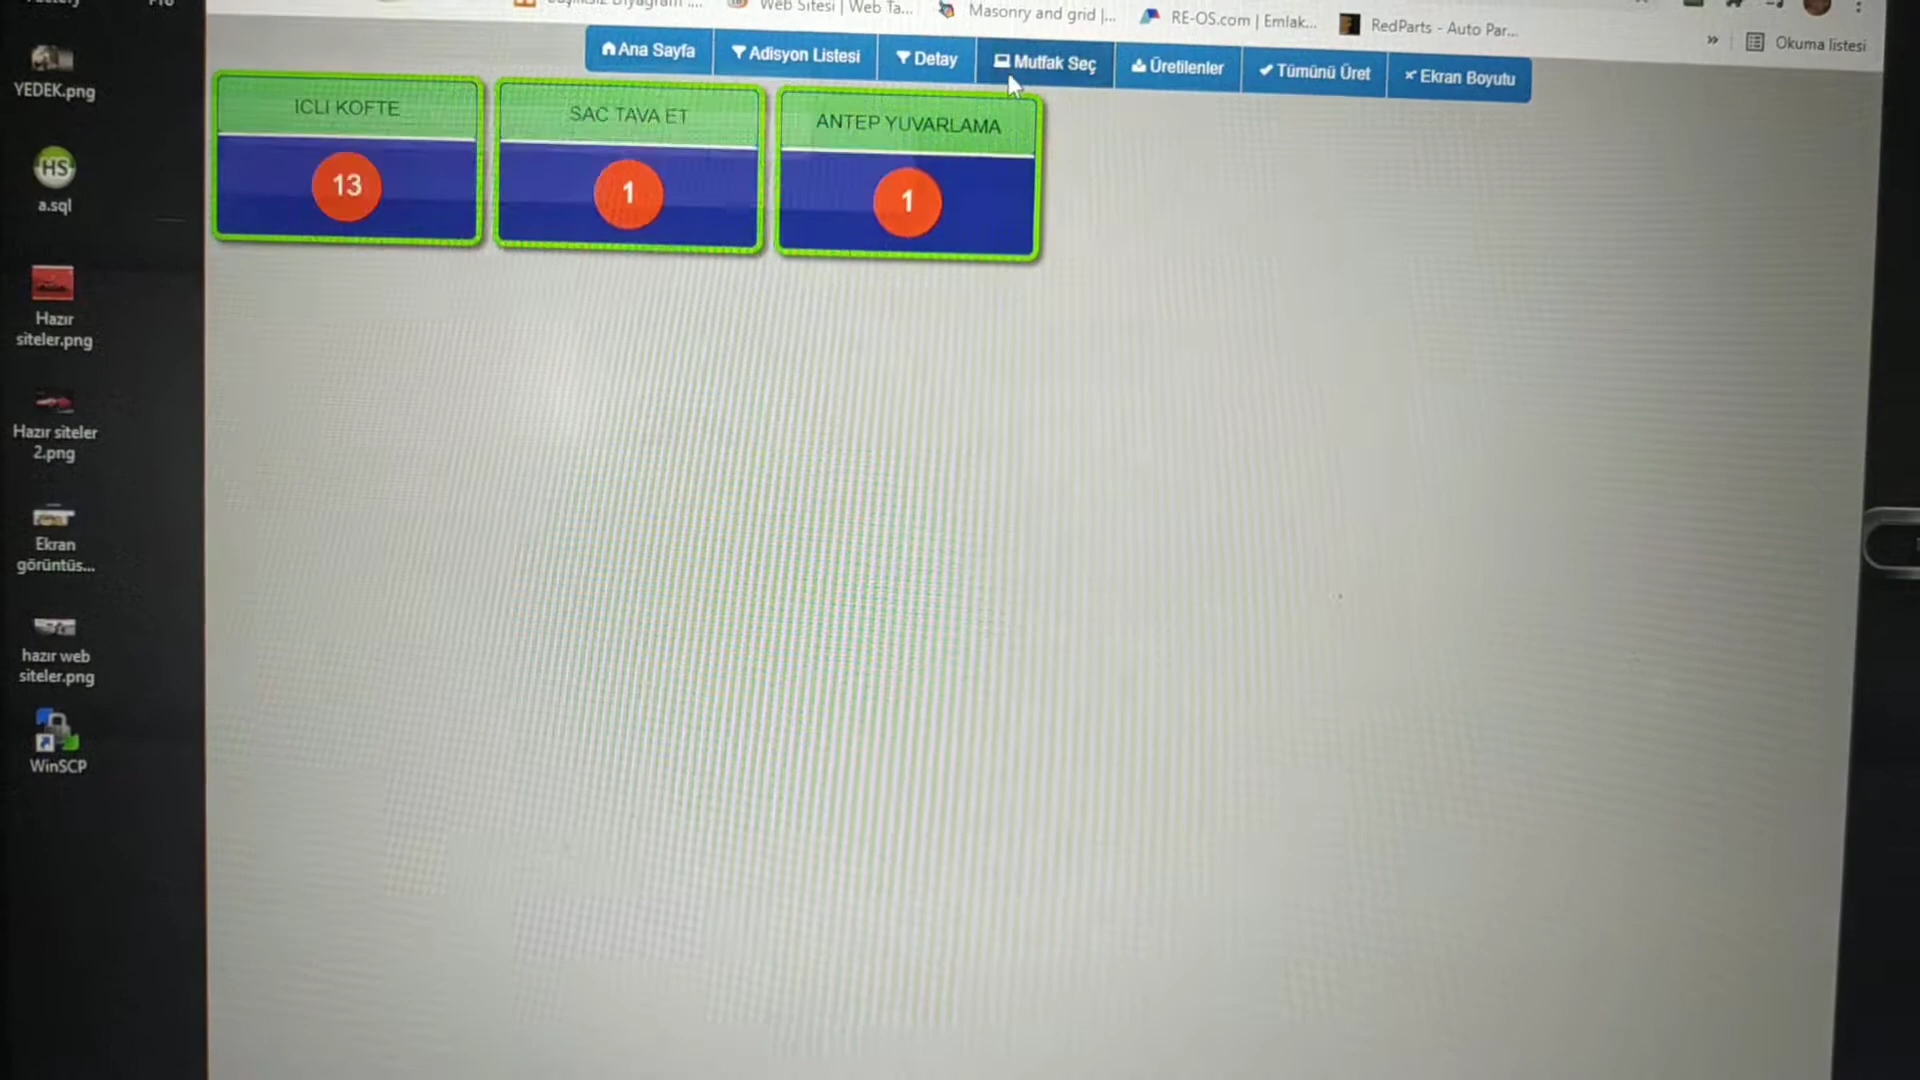 Web Sitesi | Web Ta...
Masonry and grid |...
RE-OS.com | Emlak...
RedParts - Auto Par...
»
Okuma listesi
Ana Sayfa
Adisyon Listesi
Detay
Mutfak Seç
Üretilenler
Tümünü Üret
Ekran Boyutu
ICLI KOFTE
13
SAC TAVA ET
1
ANTEP YUVARLAMA
1
YEDEK.png
HS
a.sql
Hazır
siteler.png
Hazır siteler
2.png
Ekran
görüntüs...
hazır web
siteler.png
WinSCP